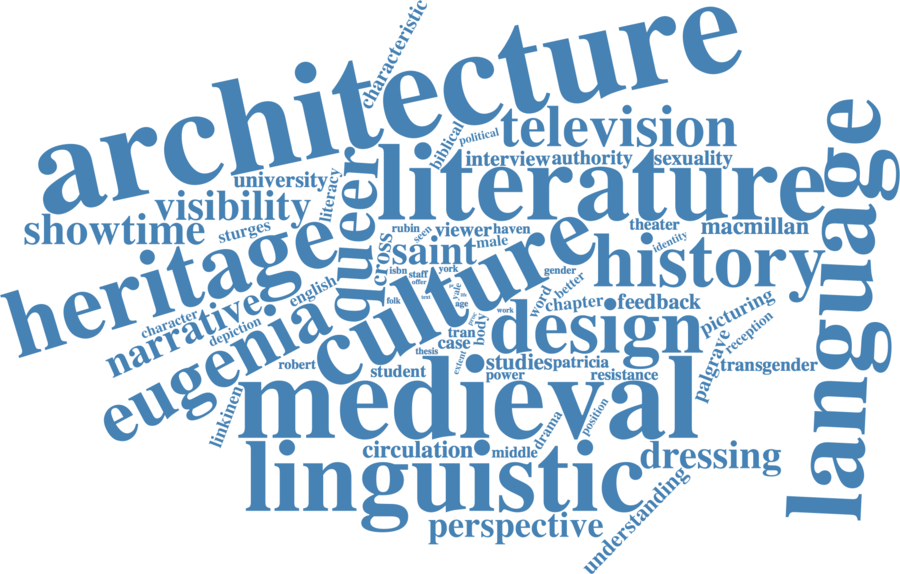 characteristic
architecture
biblical
political
television
language
interview
authority
sexuality
literature
university
literacy
queer
visibility
showtime
sturges
heritage
rubin
seen
viewer
haven
theater
macmillan
cross
saint
male
identity
history
culture
isbn
staff
york
offer
gender
better
english
folk
text
yale
age
word
chapter
feedback
narrative
character
depiction
eugenia
work
body
tran
case
design
picturing
reception
thesis
extent
studies
patricia
palgrave
transgender
robert
student
power
resistance
medieval
linkinen
drama
position
circulation
middle
linguistic
dressing
perspective
understanding